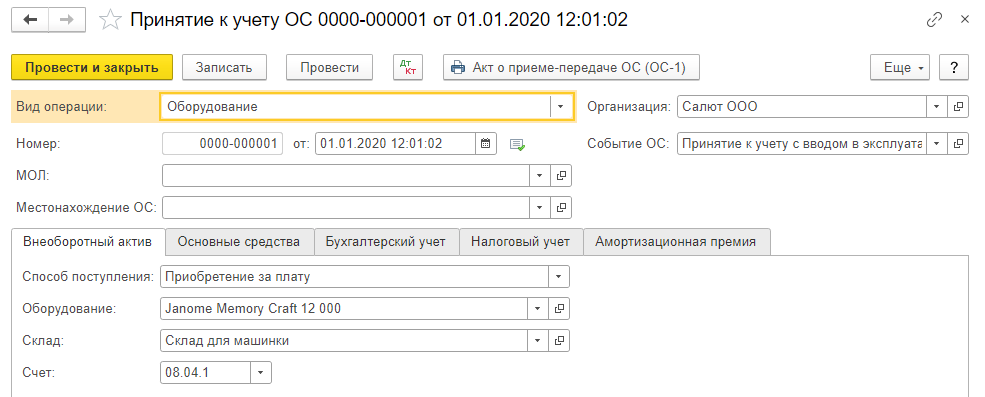 Принятие к учету ОС 0000-000001 от 01.01.2020 12:01:02
Провести и закрыть Записать Провести Дт Кт Акт о приеме-передаче ОС (ОС-1) Еще ?
Вид операции: Оборудование Организация: Салют ООО
Номер: 0000-000001 от: 01.01.2020 12:01:02 Событие ОС: Принятие к учету с вводом в эксплуата
МОЛ:
Местонахождение ОС:
Внеоборотный актив Основные средства Бухгалтерский учет Налоговый учет Амортизационная премия
Способ поступления: Приобретение за плату
Оборудование: Janome Memory Craft 12 000
Склад: Склад для машинки
Счет: 08.04.1